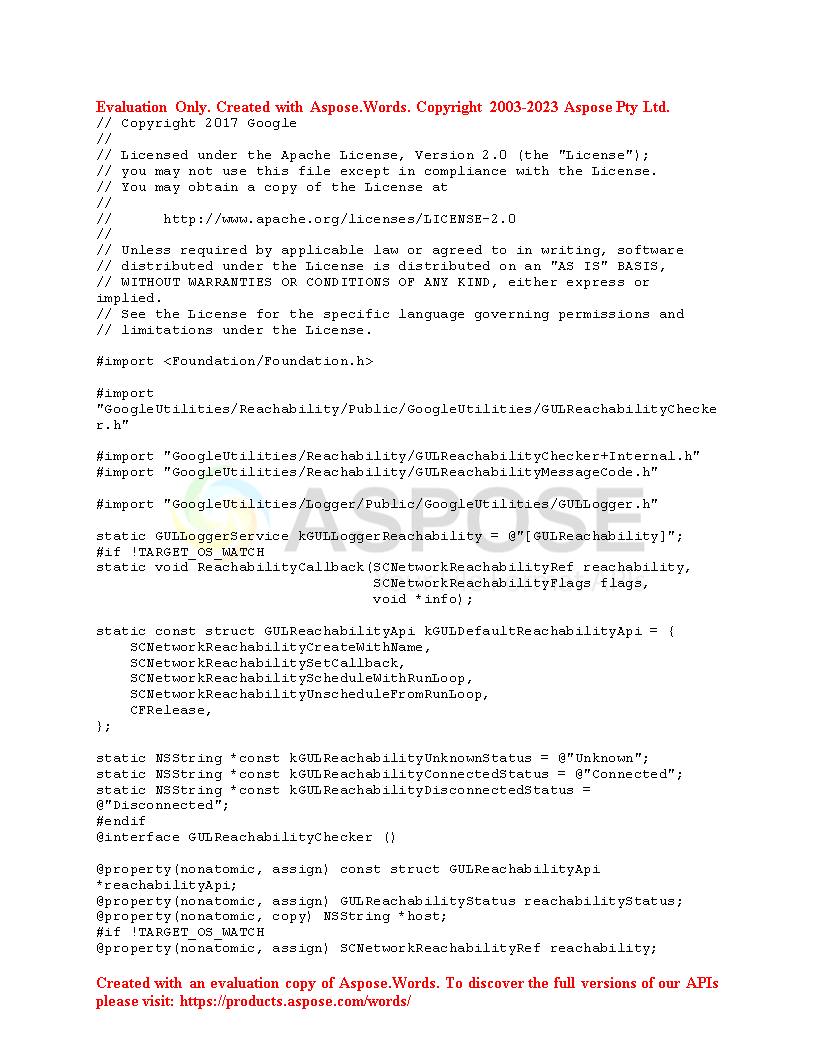 Evaluation Only. Created with Aspose.Words. Copyright 2003-2023 Aspose Pty Ltd.
// Copyright 2017 Google
//
// Licensed under the Apache License, Version 2.0 (the "License");
// you may not use this file except in compliance with the License.
// You may obtain a copy of the License at
//
//      http://www.apache.org/licenses/LICENSE-2.0
//
// Unless required by applicable law or agreed to in writing, software
// distributed under the License is distributed on an "AS IS" BASIS,
// WITHOUT WARRANTIES OR CONDITIONS OF ANY KIND, either express or
implied.
// See the License for the specific language governing permissions and
// limitations under the License.

#import <Foundation/Foundation.h>

#import
"GoogleUtilities/Reachability/Public/GoogleUtilities/GULReachabilityChecke
r.h"

#import "GoogleUtilities/Reachability/GULReachabilityChecker+Internal.h"
#import "GoogleUtilities/Reachability/GULReachabilityMessageCode.h"

#import "GoogleUtilities/Logger/Public/GoogleUtilities/GULLogger.h"
ASPOSE

static GULLoggerService kGULLoggerReachability = @"[GULReachability]";
#if !TARGET_OS_WATCH
static void ReachabilityCallback(SCNetworkReachabilityRef reachability,
                                 SCNetworkReachabilityFlags flags,
                                 void *info);

static const struct GULReachabilityApi kGULDefaultReachabilityApi = {
    SCNetworkReachabilityCreateWithName,
    SCNetworkReachabilitySetCallback,
    SCNetworkReachabilityScheduleWithRunLoop,
    SCNetworkReachabilityUnscheduleFromRunLoop,
    CFRelease,
};

static NSString *const kGULReachabilityUnknownStatus = @"Unknown";
static NSString *const kGULReachabilityConnectedStatus = @"Connected";
static NSString *const kGULReachabilityDisconnectedStatus =
@"Disconnected";
#endif
@interface GULReachabilityChecker ()

@property(nonatomic, assign) const struct GULReachabilityApi
*reachabilityApi;
@property(nonatomic, assign) GULReachabilityStatus reachabilityStatus;
@property(nonatomic, copy) NSString *host;
#if !TARGET_OS_WATCH
@property(nonatomic, assign) SCNetworkReachabilityRef reachability;

Created with an evaluation copy of Aspose.Words. To discover the full versions of our APIs
please visit: https://products.aspose.com/words/